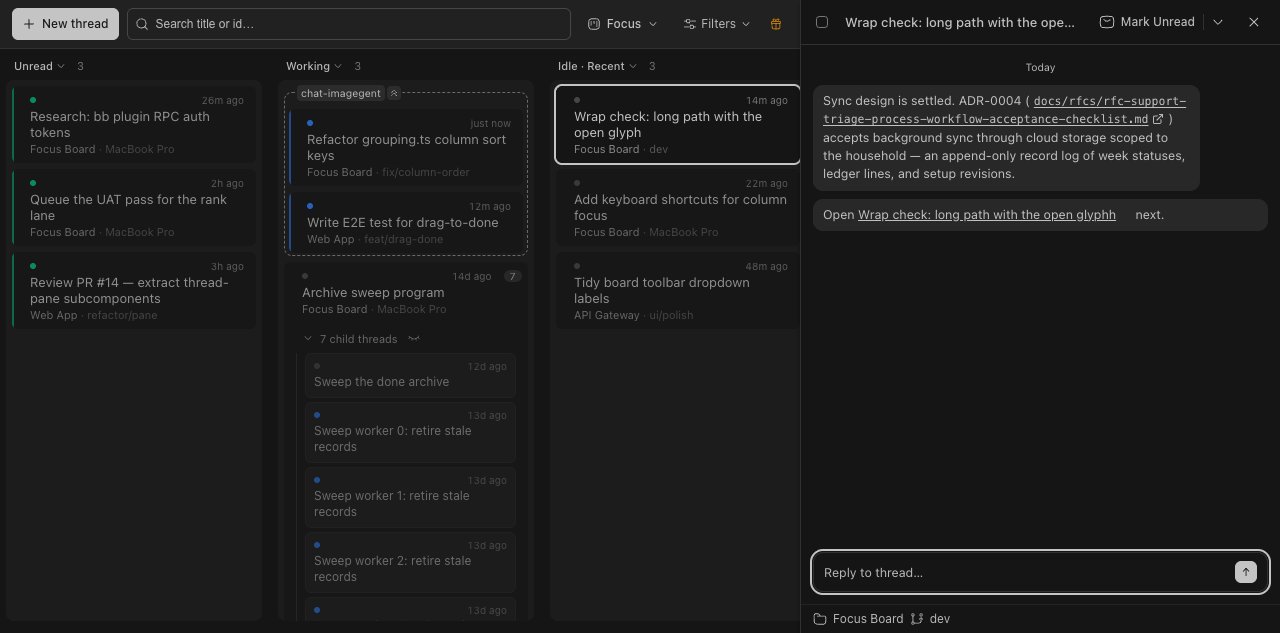 New thread
Search title or id…
Focus
Filters
Unread 3
26m ago
Research: bb plugin RPC auth
tokens
Focus Board · MacBook Pro
2h ago
Queue the UAT pass for the rank
lane
Focus Board · MacBook Pro
3h ago
Review PR #14 — extract thread-
pane subcomponents
Web App · refactor/pane
Working 3
chat-imagegent
just now
Refactor grouping.ts column sort
keys
Focus Board · fix/column-order
12m ago
Write E2E test for drag-to-done
Web App · feat/drag-done
14d ago 7
Archive sweep program
Focus Board · MacBook Pro
7 child threads
12d ago
Sweep the done archive
13d ago
Sweep worker 0: retire stale
records
13d ago
Sweep worker 1: retire stale
records
13d ago
Sweep worker 2: retire stale
records
13d ago
Idle · Recent 3
14m ago
Wrap check: long path with the
open glyph
Focus Board · dev
22m ago
Add keyboard shortcuts for column
focus
Focus Board · MacBook Pro
48m ago
Tidy board toolbar dropdown
labels
API Gateway · ui/polish
Wrap check: long path with the ope…
Mark Unread
Today
Sync design is settled. ADR-0004 ( docs/rfcs/rfc-support-
triage-process-workflow-acceptance-checklist.md )
accepts background sync through cloud storage scoped to
the household — an append-only record log of week statuses,
ledger lines, and setup revisions.
Open Wrap check: long path with the open glyphh next.
Reply to thread…
Focus Board dev